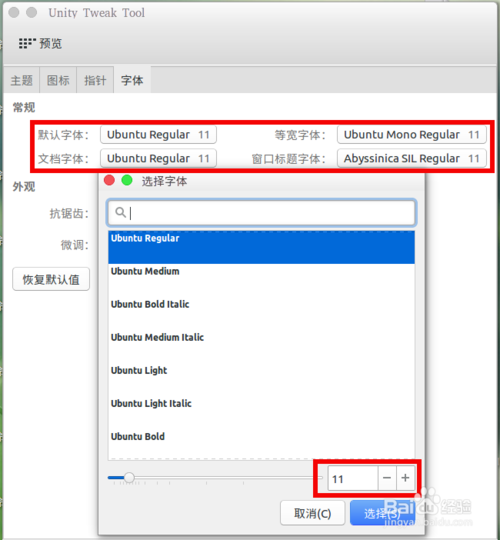 Unity Tweak Tool
预览
主题 图标 指针 字体
常规
默认字体: Ubuntu Regular 11 等宽字体: Ubuntu Mono Regular 11
文档字体: Ubuntu Regular 11 窗口标题字体: Abyssinica SIL Regular 11
选择字体
外观
抗锯齿:
微调:
恢复默认值
Ubuntu Regular
Ubuntu Medium
Ubuntu Bold Italic
Ubuntu Medium Italic
Ubuntu Light
Ubuntu Light Italic
Ubuntu Bold
11
取消(C) 选择(S)
Baidu 经验
jingyan.baidu.com